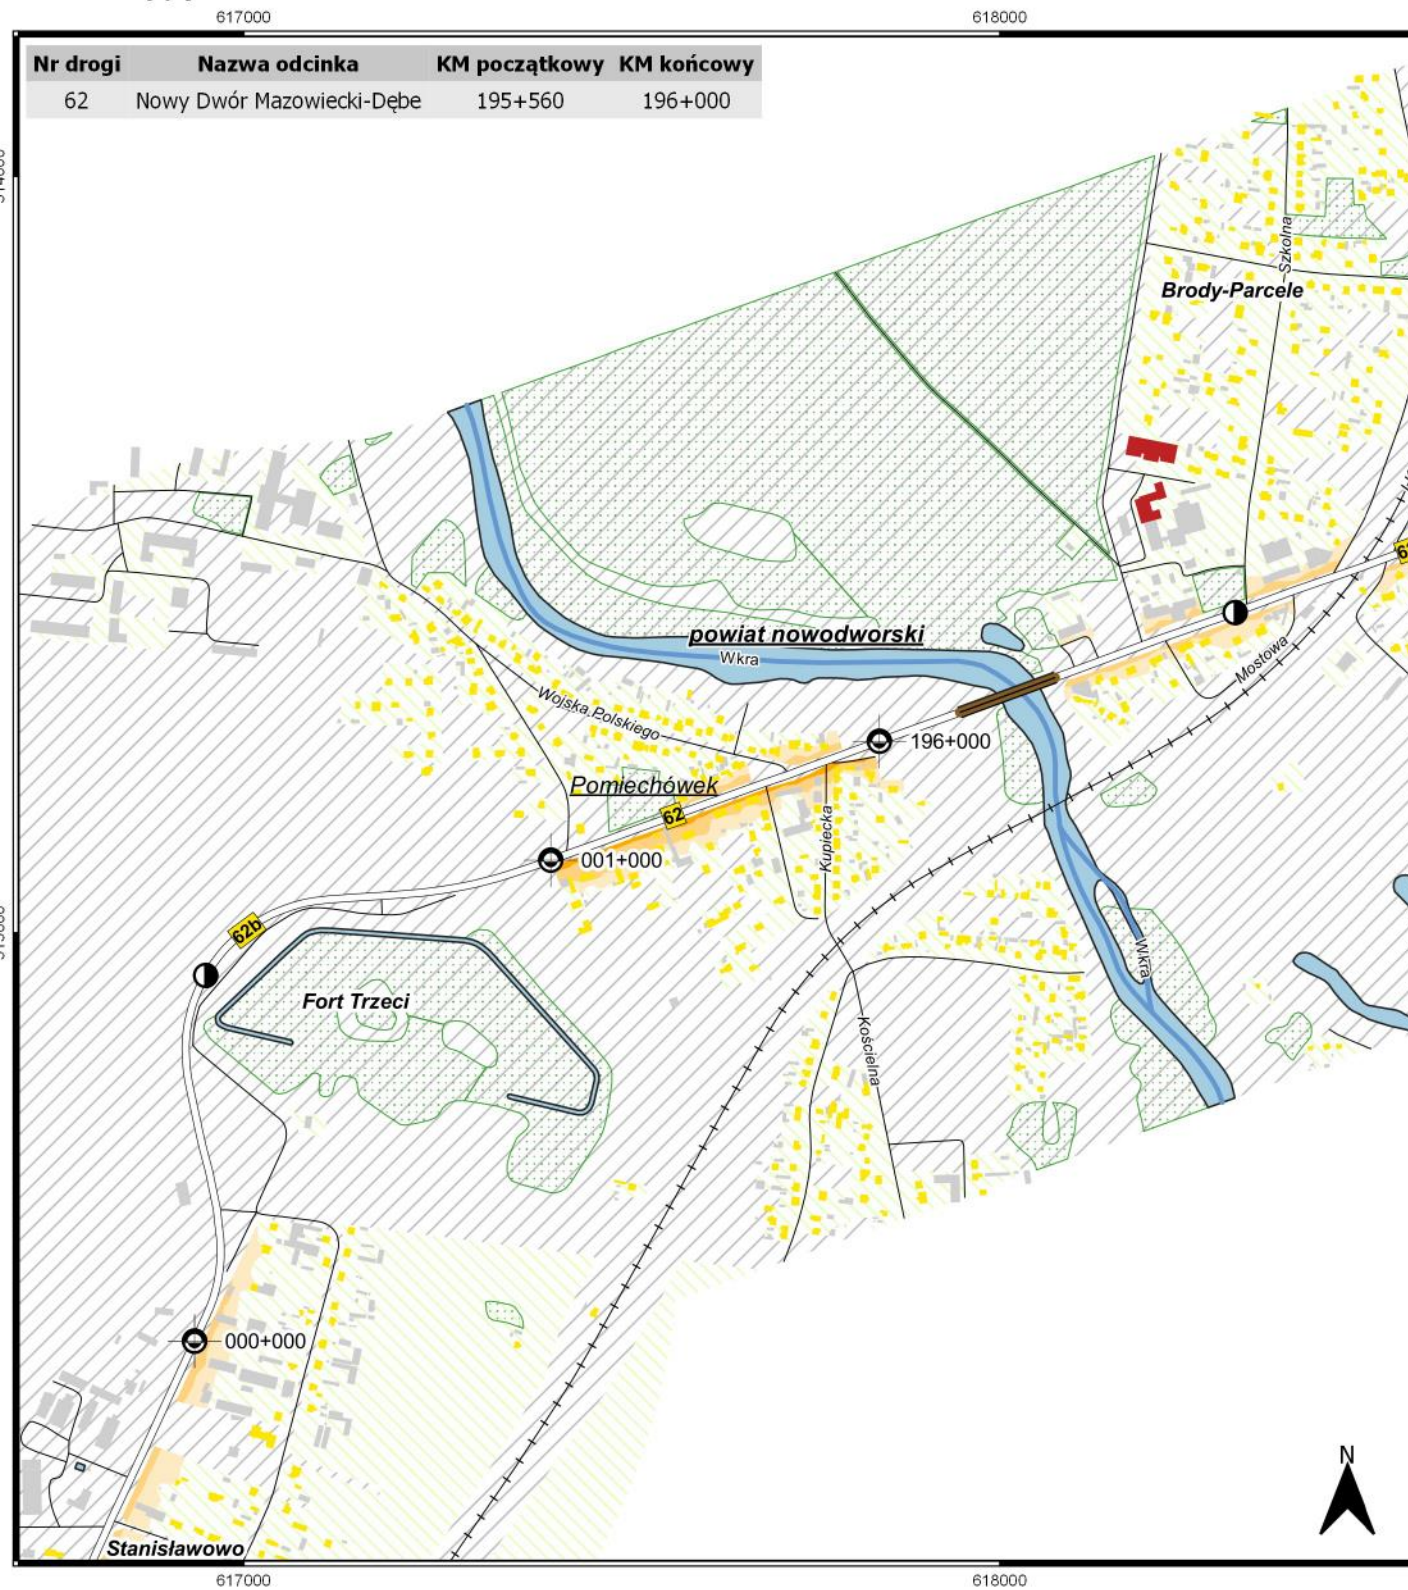 617000
618000
Nr drogi Nazwa odcinka KM początkowy KM końcowy
62 Nowy Dwór Mazowiecki-Dębe 195+560 196+000
Szkolna
Brody-Parcele
powiat nowodworski
Wkra
Mostowa
Wojska Polskiego
196+000
Pomiechówek
62
Kupiecka
001+000
62b
Wkra
Fort Trzeci
Kościelna
000+000
N
Stanisławowo
617000
618000